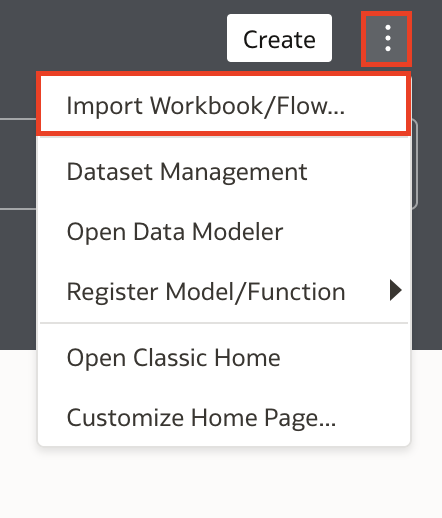 Create
Import Workbook/Flow...
Dataset Management
Open Data Modeler
Register Model/Function
Open Classic Home
Customize Home Page...